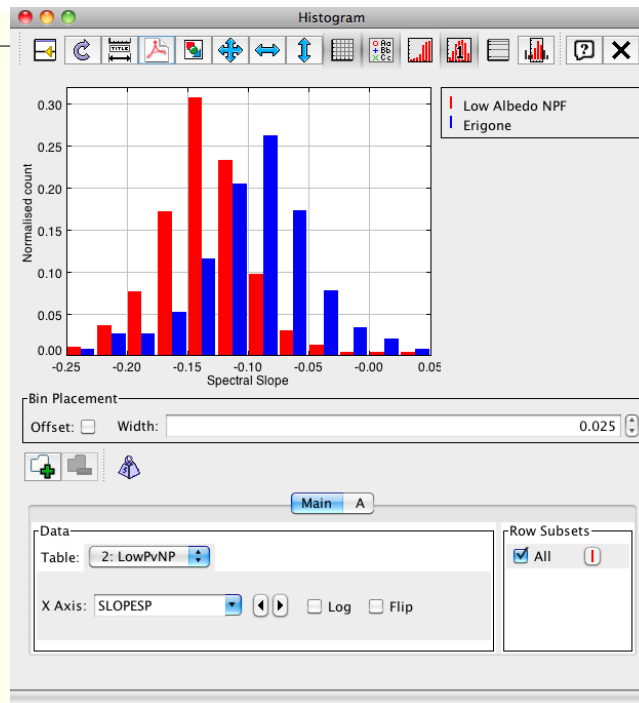 Histogram
TITLE
Aa
Bb
Cc
1
?
Low Albedo NPF
Erigone
Normalised count
0.30
0.25
0.20
0.15
0.10
0.05
0.00
-0.25 -0.20 -0.15 -0.10 -0.05 -0.00 0.05
Spectral Slope
Bin Placement
Offset: Width: 0.025
Main A
Data
Table: 2: LowPvNP
X Axis: SLOPESP Log Flip
Row Subsets
All